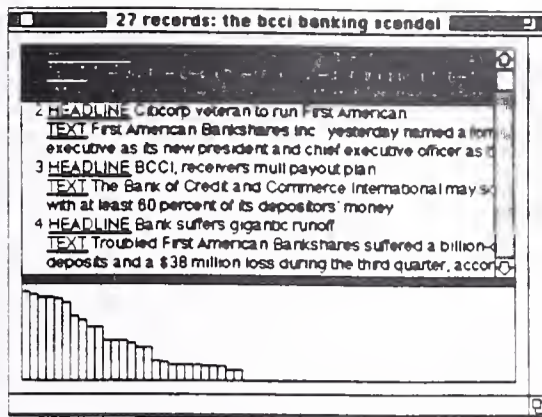 27 records: the bcci banking scandal
2 HEADLINE Citicorp veteran to run First American
TEXT First American Bankshares Inc yesterday named a
executive as its new president and chief executive officer as
3 HEADLINE BCCI, receivers mull payout plan
TEXT The Bank of Credit and Commerce International may
with at least 60 percent of its depositors' money
4 HEADLINE Bank suffers gigantic runoff
TEXT Troubled First American Bankshares suffered a billion-
deposits and a $38 million loss during the third quarter, accor